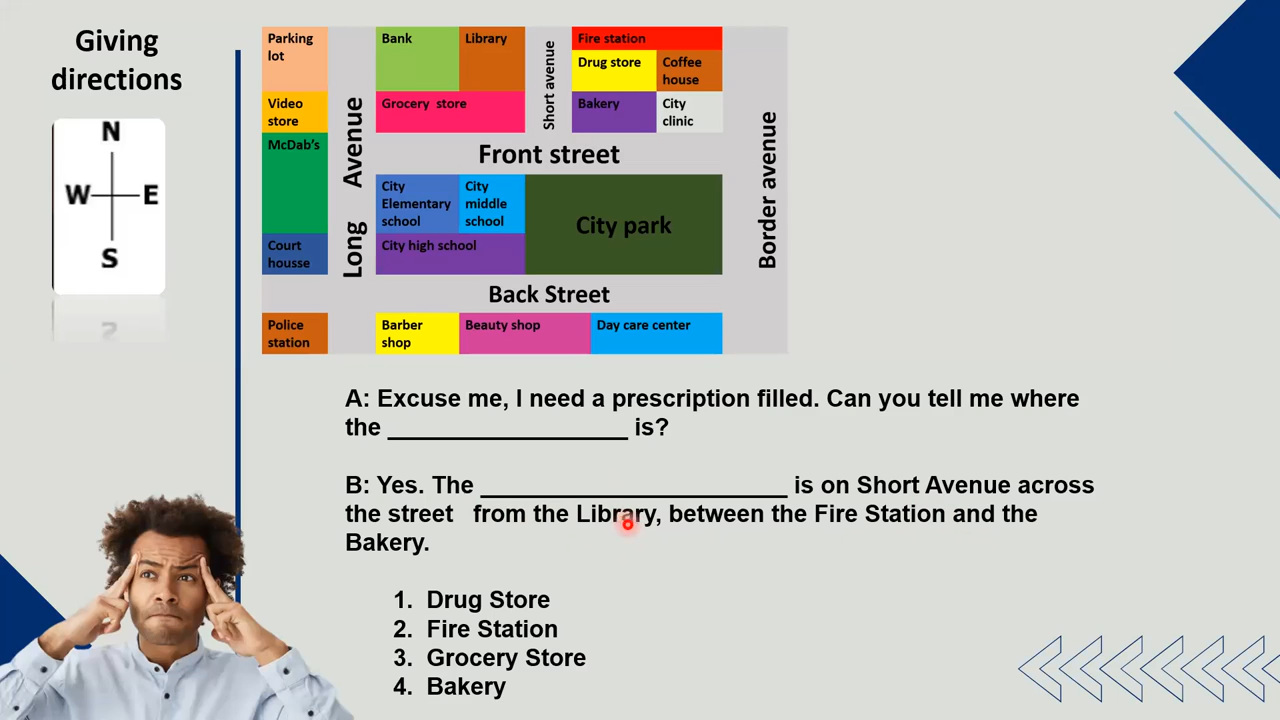 Giving
directions
N
W E
S
Parking
lot
Video
store
McDab's
Court
housse
Police
station
Long Avenue
Bank
Library
Grocery store
Short avenue
Fire station
Drug store
Coffee
house
Bakery
City
clinic
Front street
City
Elementary
school
City
middle
school
City high school
City park
Border avenue
Back Street
Barber
shop
Beauty shop
Day care center
A: Excuse me, I need a prescription filled. Can you tell me where
the __________________ is?
B: Yes. The _______________________ is on Short Avenue across
the street from the Library, between the Fire Station and the
Bakery.
1. Drug Store
2. Fire Station
3. Grocery Store
4. Bakery